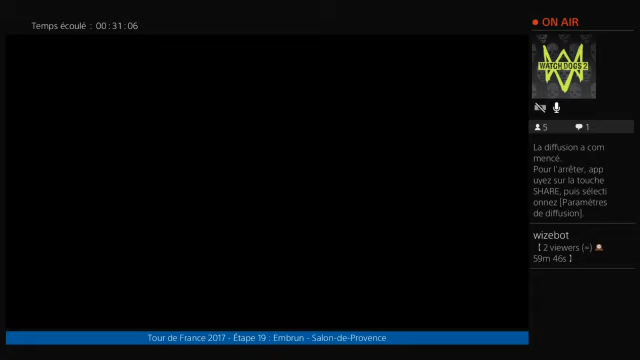 Temps écoulé : 00:31:06
ON AIR
WATCH DOGS 2
5
1
La diffusion a com
mencé.
Pour l'arrêter, app
uyez sur la touche
SHARE, puis sélecti
onnez [Paramètres
de diffusion].
wizebot
【 2 viewers (=)
59m 46s 】
Tour de France 2017 - Étape 19 : Embrun - Salon-de-Provence